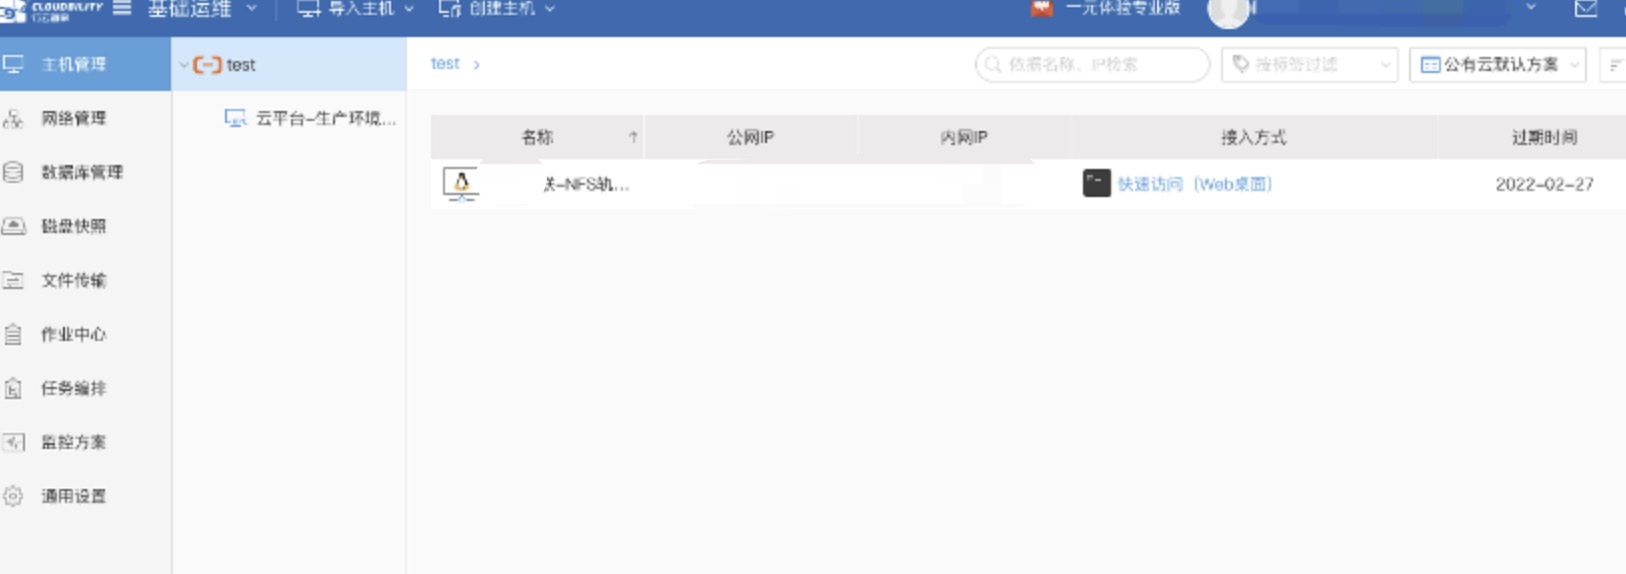 CLOUDBILITY 基础运维 导入主机 创建主机 一元体验专业版
行云管家
主机管理 test test > 依据名称、IP检索 按标签过滤 公有云默认方案
网络管理 云平台-生产环境...
名称 ↑ 公网IP 内网IP 接入方式 过期时间
数据库管理 -NFS轨... 快速访问（Web桌面） 2022-02-27
磁盘快照
文件传输
作业中心
任务编排
监控方案
通用设置